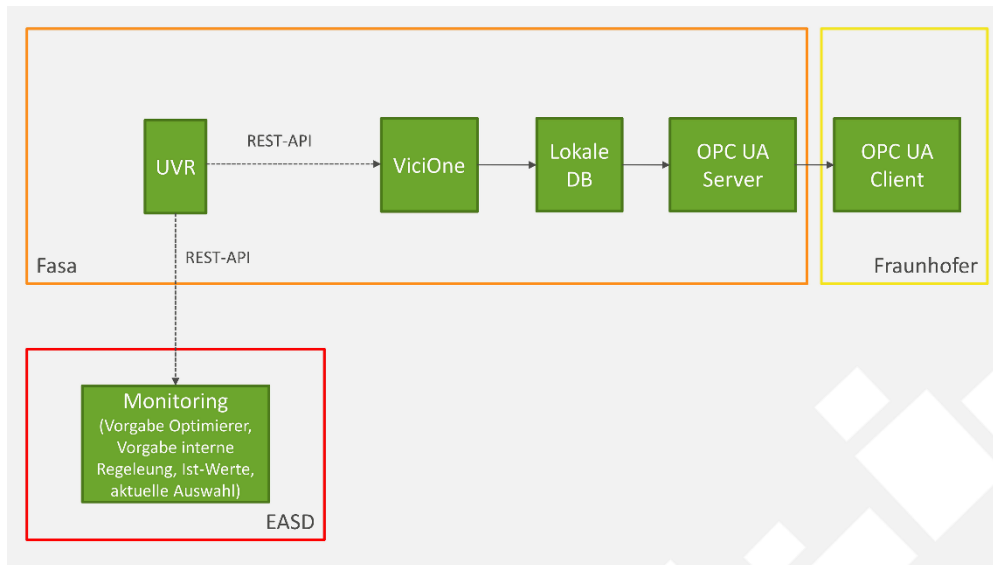 REST-API
UVR
ViciOne
Lokale
DB
OPC UA
Server
OPC UA
Client
REST-API
Fasa
Fraunhofer
Monitoring
(Vorgabe Optimierer,
Vorgabe interne
Regeleung, Ist-Werte,
aktuelle Auswahl)
EASD